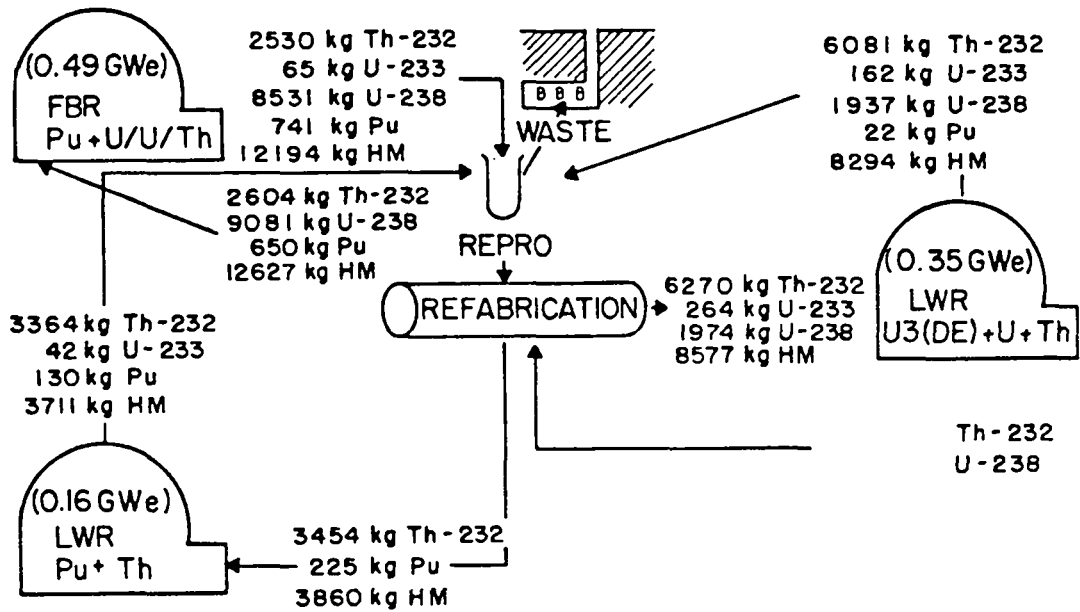 (0.49 GWe)
FBR
Pu+U/U/Th
2530 kg Th-232
65 kg U-233
8531 kg U-238
741 kg Pu
12194 kg HM
WASTE
6081 kg Th-232
162 kg U-233
1937 kg U-238
22 kg Pu
8294 kg HM
2604 kg Th-232
9081 kg U-238
650 kg Pu
12627 kg HM
REPRO
REFABRICATION
6270 kg Th-232
264 kg U-233
1974 kg U-238
8577 kg HM
(0.35 GWe)
LWR
U3(DE)+U+Th
3364 kg Th-232
42 kg U-233
130 kg Pu
3711 kg HM
Th-232
U-238
(0.16 GWe)
LWR
Pu+Th
3454 kg Th-232
225 kg Pu
3860 kg HM